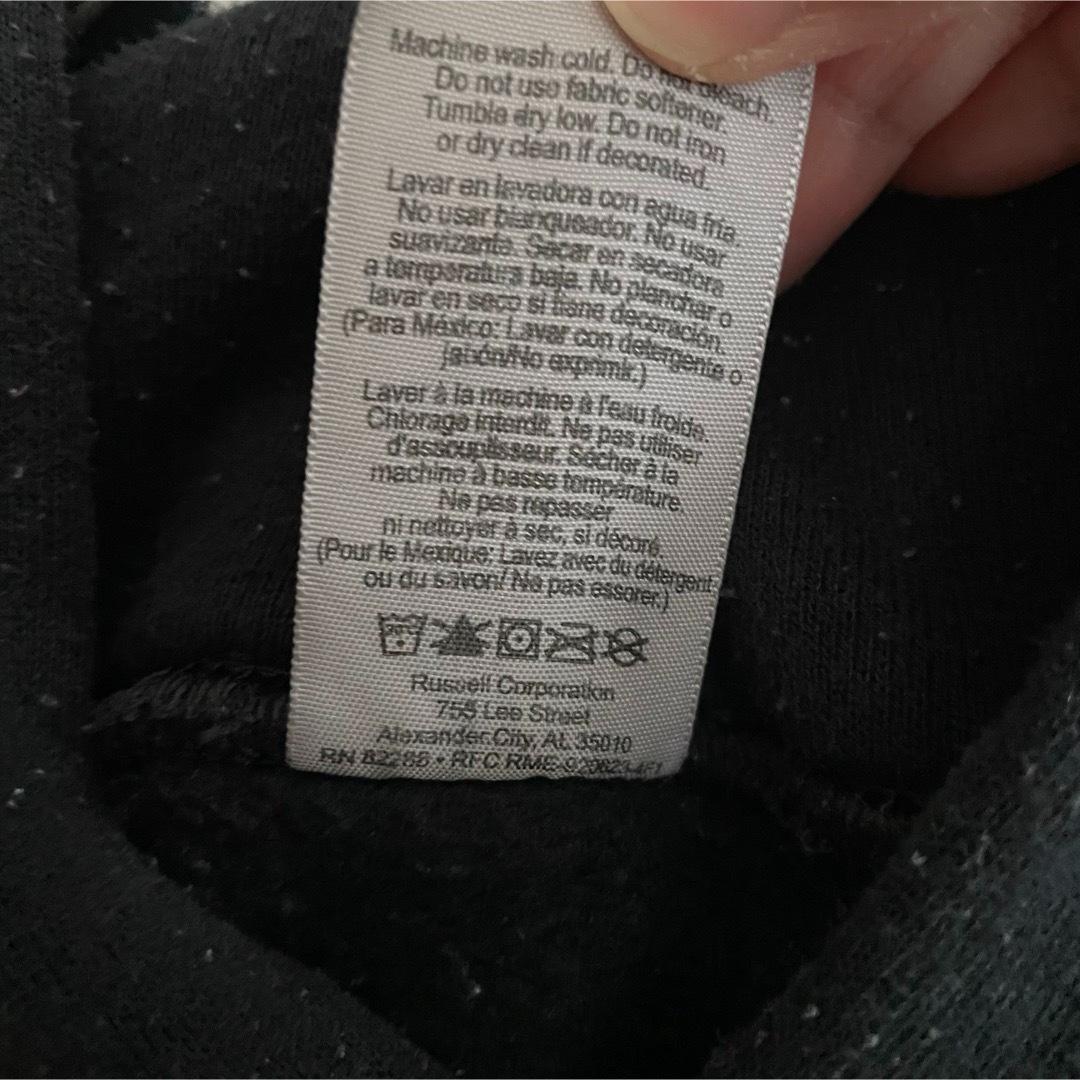 Machine wash cold. Do not bleach.
Do not use fabric softener.
Tumble dry low. Do not iron
or dry clean if decorated.
Lavar en lavadora con agua fría.
No usar blanqueador. No usar
suavizante. Secar en secadora
a temperatura baja. No planchar o
lavar en seco si tiene decoración.
(Para México: Lavar con detergente o
jabón/No exprimir.)
Laver à la machine à l'eau froide.
Chlorage interdit. Ne pas utiliser
d'assouplisseur. Sécher à la
machine à basse température.
Ne pas repasser
ni nettoyer à sec, si décoré.
(Pour le Mexique: Lavez avec du détergent
ou du savon/ Ne pas essorer.)
Russell Corporation
755 Lee Street
Alexander City, AL 35010
RN 82285 • RFC RME-920623-4F1